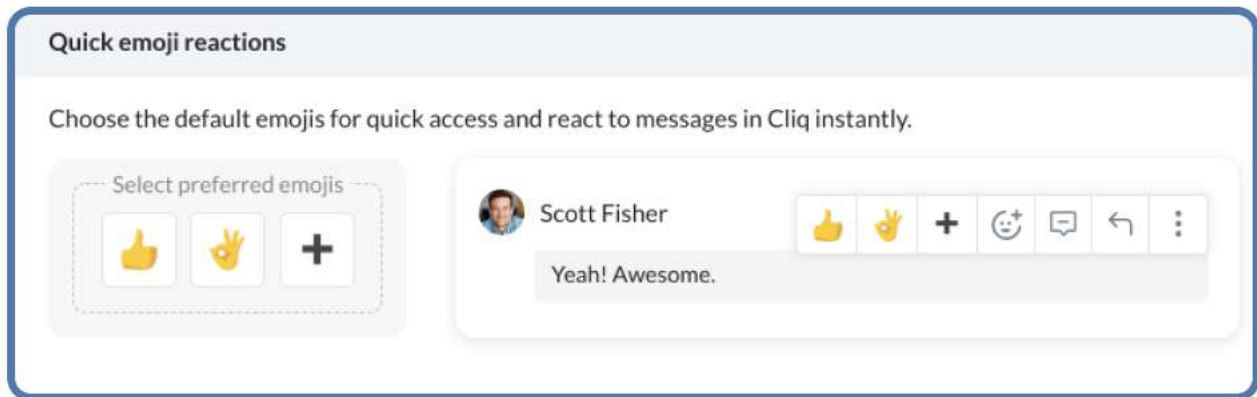 Quick emoji reactions
Choose the default emojis for quick access and react to messages in Cliq instantly.
Select preferred emojis
Scott Fisher
Yeah! Awesome.